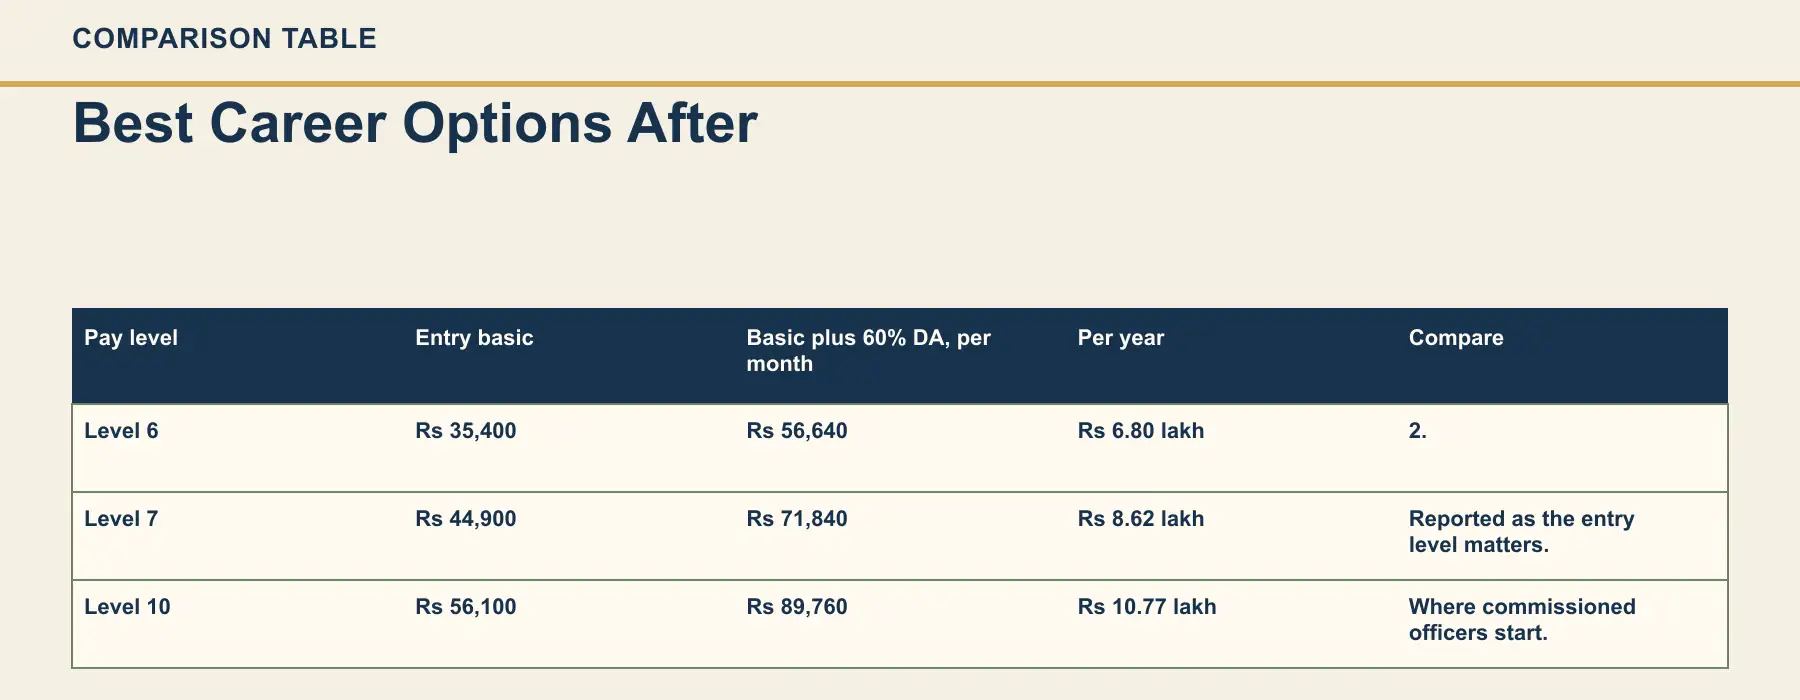 COMPARISON TABLE
Best Career Options After
Pay level
Entry basic
Basic plus 60% DA, per
month
Per year
Compare
Level 6
Rs 35,400
Rs 56,640
Rs 6.80 lakh
2.
Level 7
Rs 44,900
Rs 71,840
Rs 8.62 lakh
Reported as the entry
level matters.
Level 10
Rs 56,100
Rs 89,760
Rs 10.77 lakh
Where commissioned
officers start.